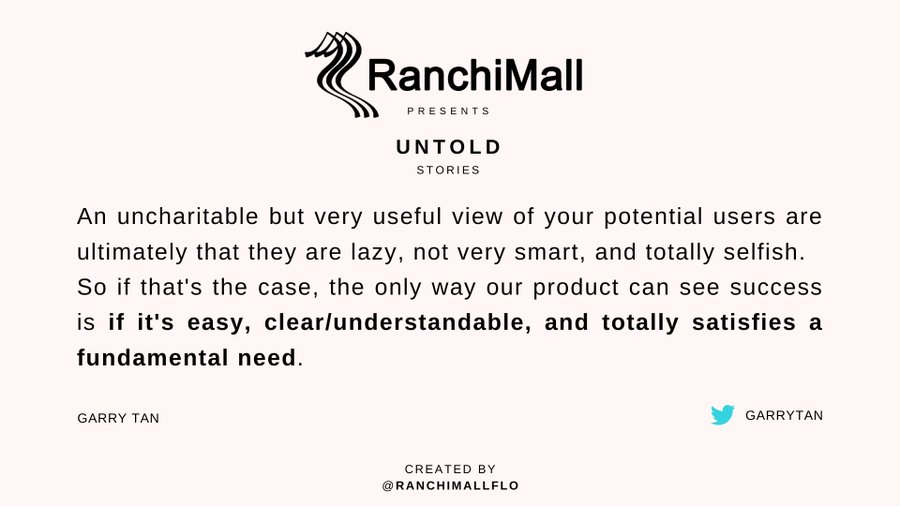 RanchiMall
PRESENTS
UNTOLD
STORIES
An uncharitable but very useful view of your potential users are
ultimately that they are lazy, not very smart, and totally selfish.
So if that's the case, the only way our product can see success
is if it's easy, clear/understandable, and totally satisfies a
fundamental need.
GARRY TAN
GARRYTAN
CREATED BY
@RANCHIMALLFLO